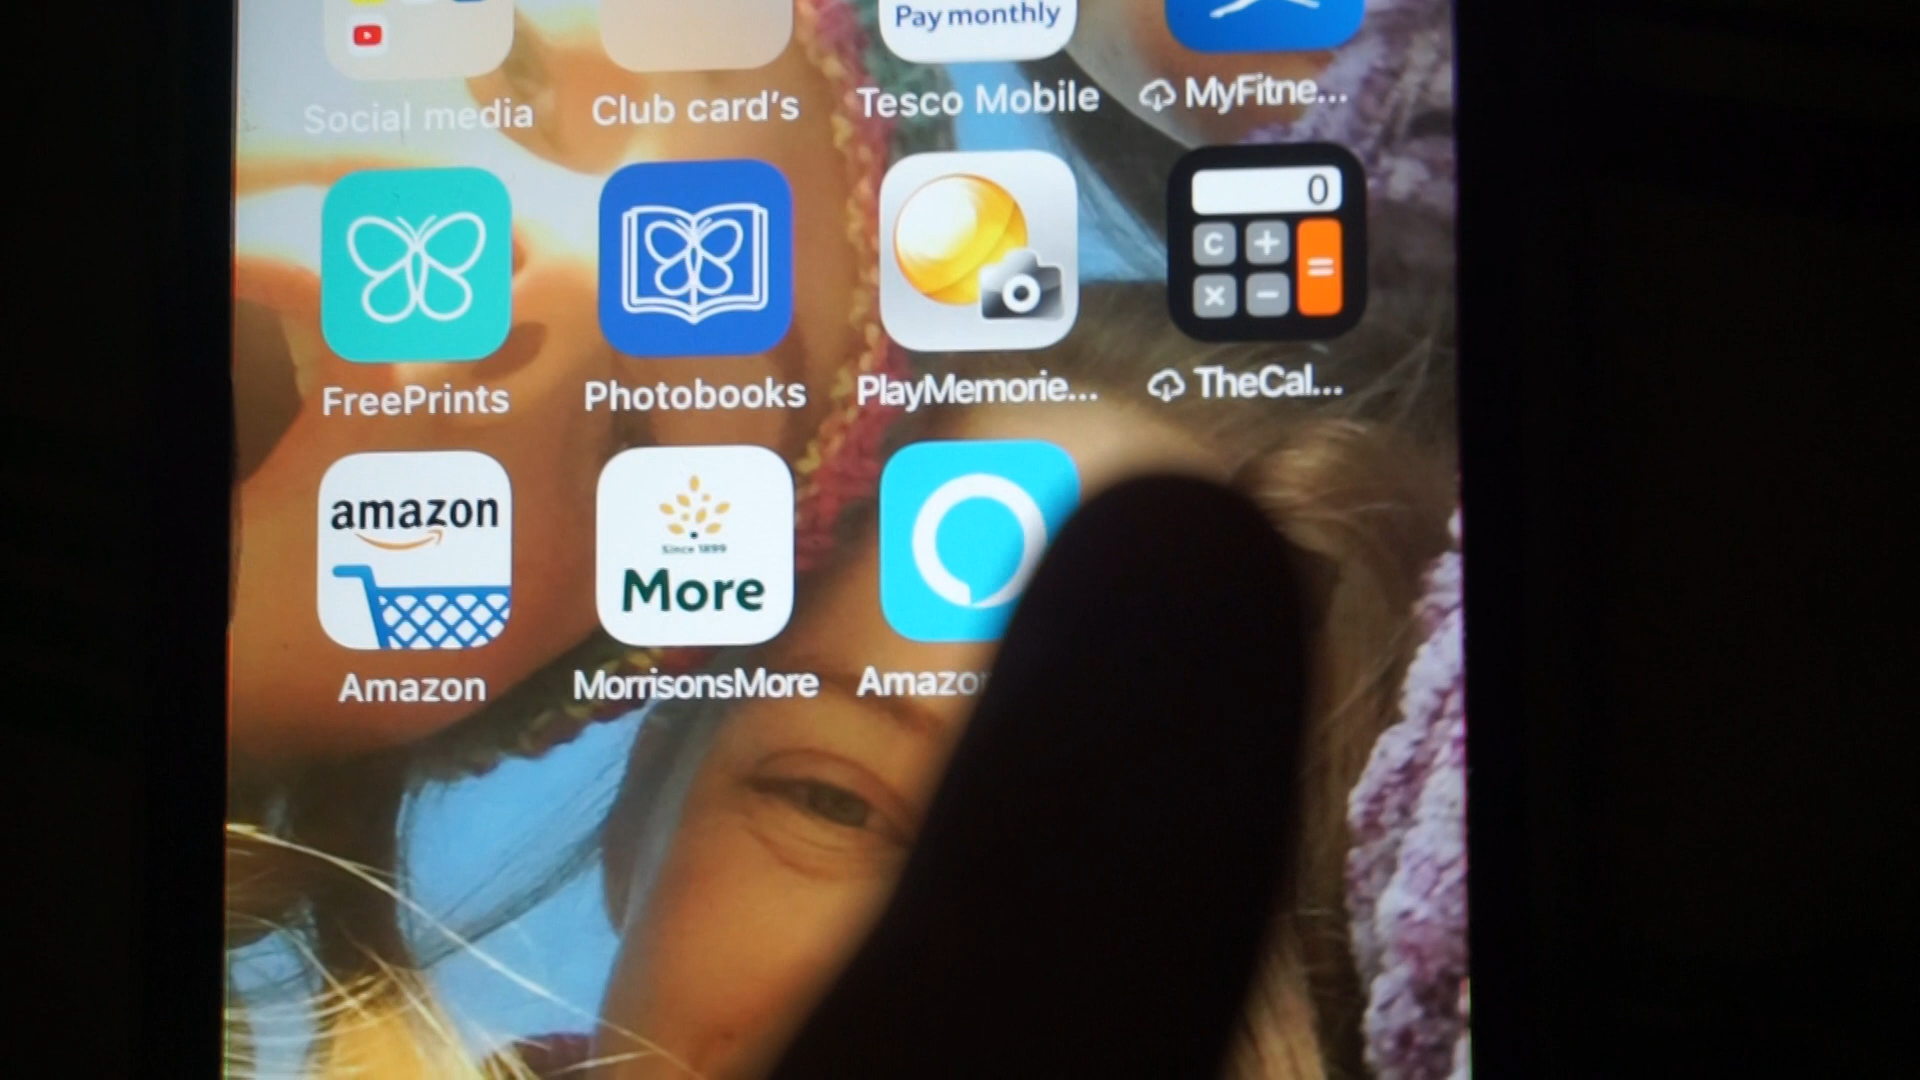 Pay monthly
Social media
Club card's
Tesco Mobile
MyFitne...
0
C +
=
× −
FreePrints
Photobooks
PlayMemorie...
TheCal...
amazon
Since 1899
More
Amazon
MorrisonsMore
Amazo